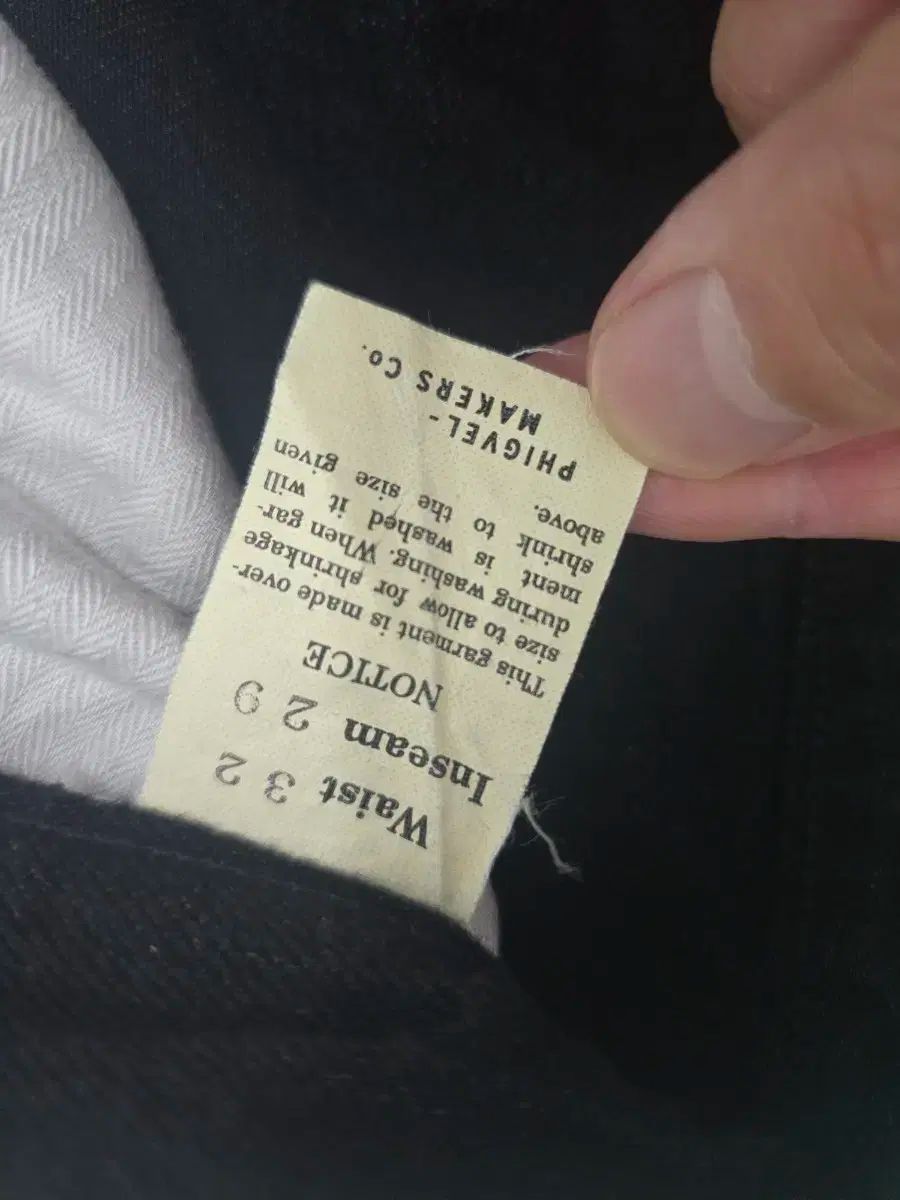 Waist 3 2
Inseam 2 9
NOTICE
This garment is made over-
size to allow for shrinkage
during washing. When gar-
ment is washed it will
shrink to the size given
above.
PHIGVEL-
MAKERS Co.